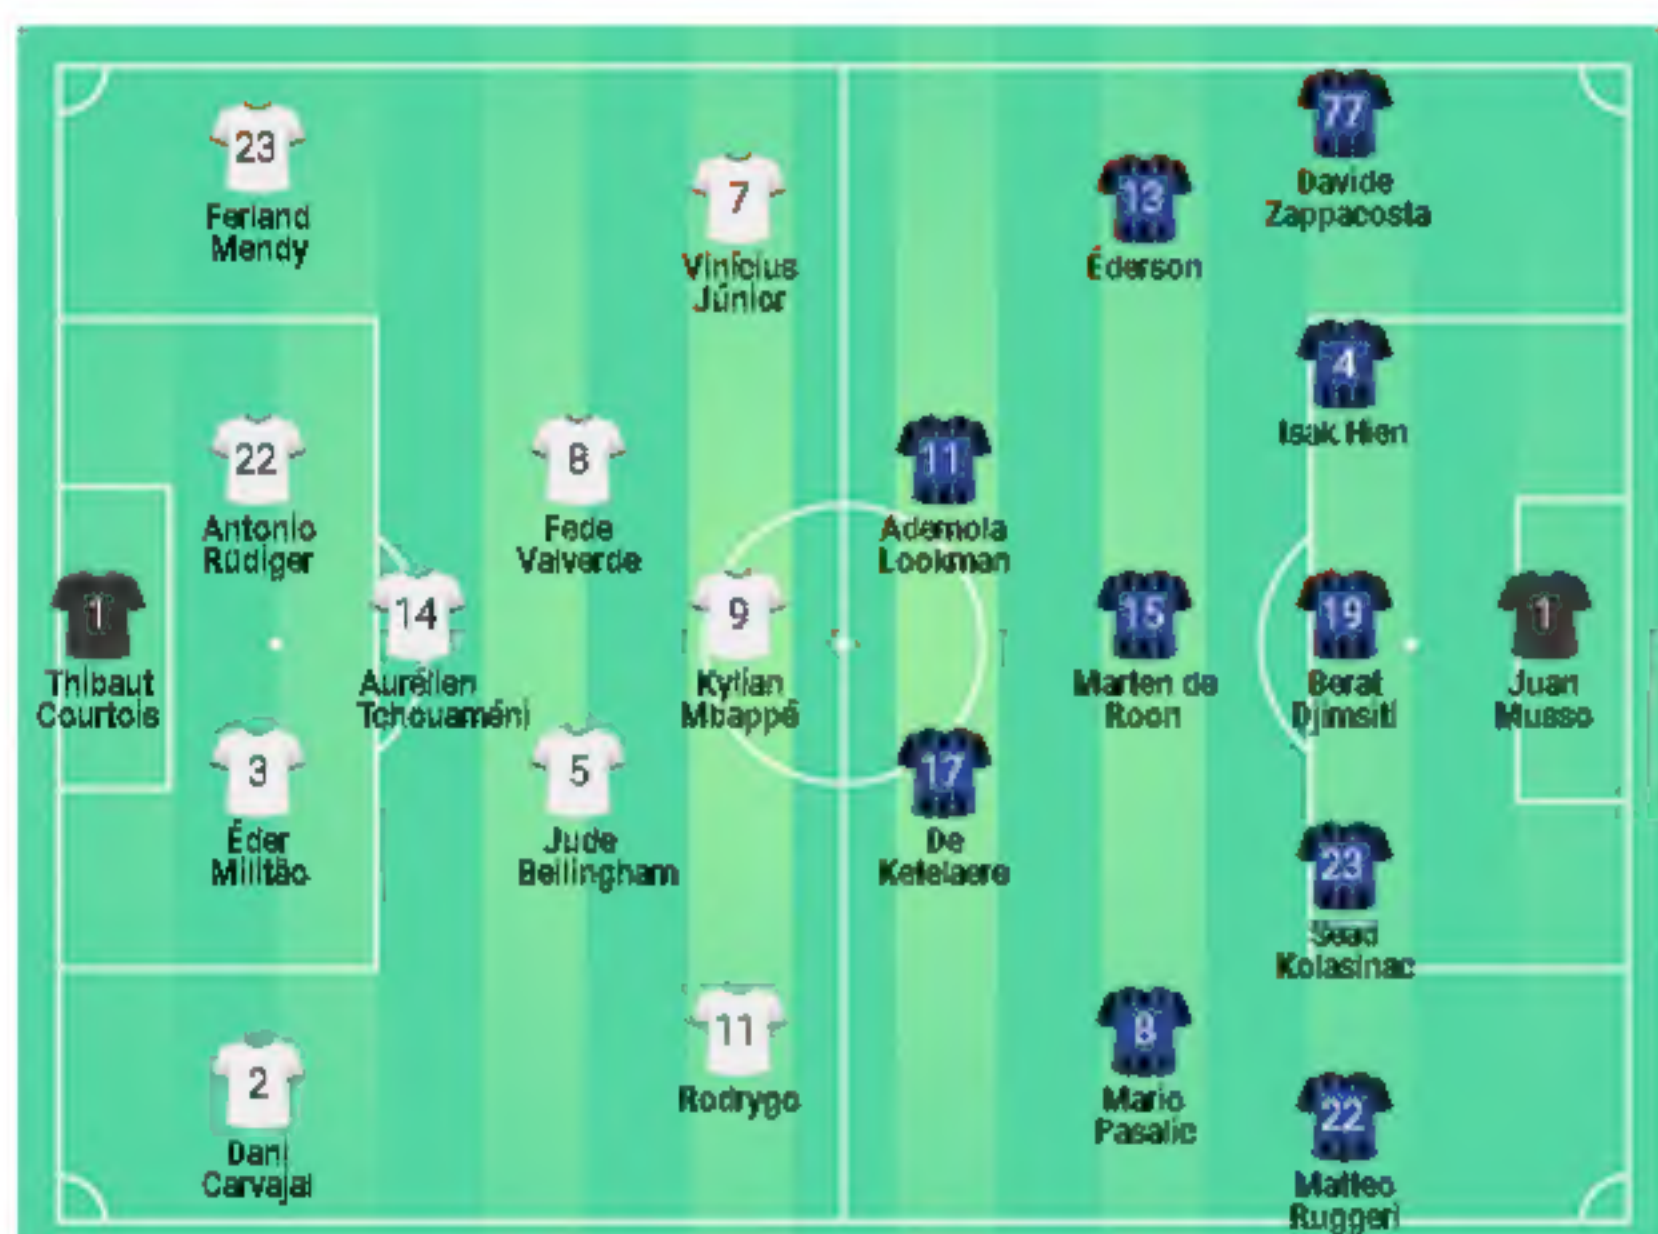 23
Ferland
Mendy
22
Antonio
Rüdiger
1
Thibaut
Courtois
3
Éder
Militão
2
Dani
Carvajal
14
Aurélien
Tchouaméni
8
Fede
Valverde
5
Jude
Bellingham
7
Vinícius
Júnior
9
Kylian
Mbappé
11
Rodrygo
11
Ademola
Lookman
17
De
Ketelaere
13
Éderson
15
Marten de
Roon
8
Mario
Pasalic
77
Davide
Zappacosta
4
Isak Hien
19
Berat
Djimsiti
23
Sead
Kolasinac
22
Matteo
Ruggeri
1
Juan
Musso